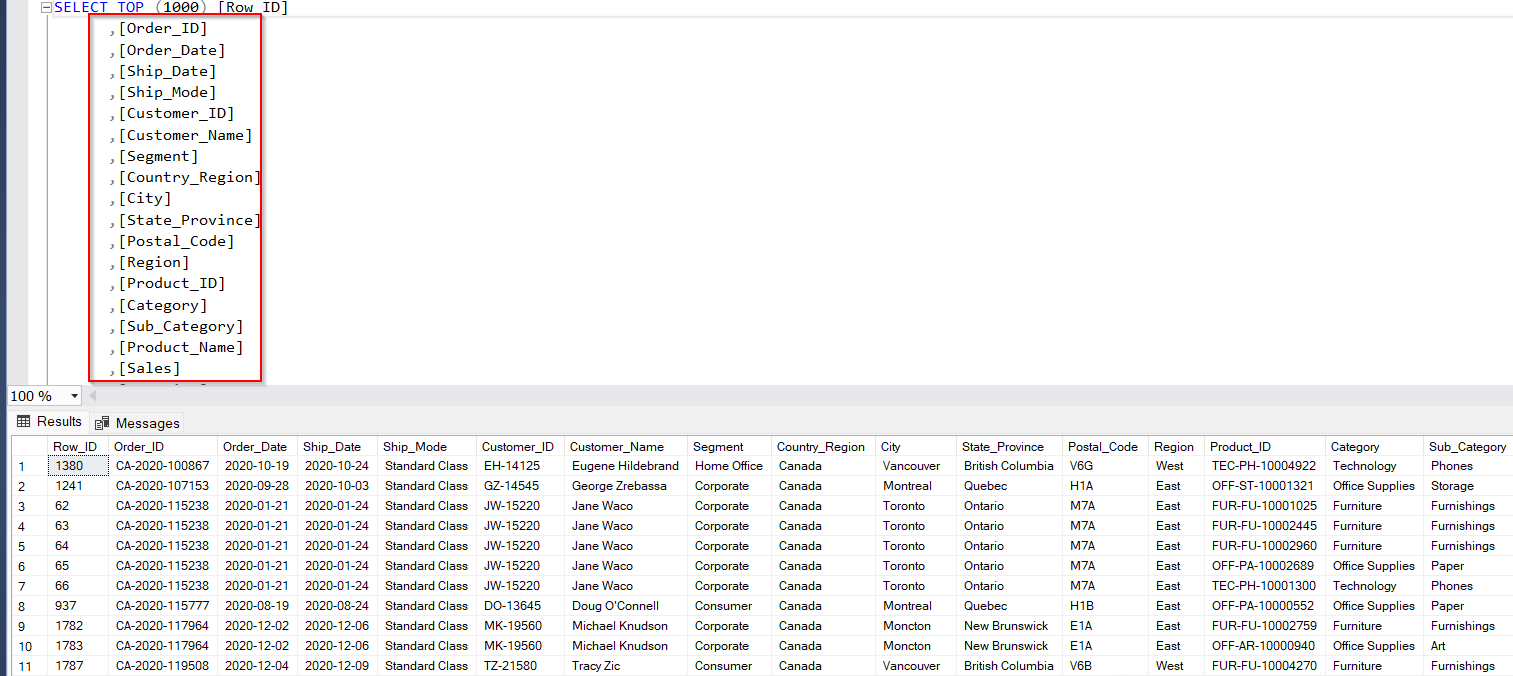 SELECT TOP (1000) [Row_ID]
,[Order_ID]
,[Order_Date]
,[Ship_Date]
,[Ship_Mode]
,[Customer_ID]
,[Customer_Name]
,[Segment]
,[Country_Region]
,[City]
,[State_Province]
,[Postal_Code]
,[Region]
,[Product_ID]
,[Category]
,[Sub_Category]
,[Product_Name]
,[Sales]
100 %
Results Messages
Row_ID Order_ID Order_Date Ship_Date Ship_Mode Customer_ID Customer_Name Segment Country_Region City State_Province Postal_Code Region Product_ID Category Sub_Category
1 1380 CA-2020-100867 2020-10-19 2020-10-24 Standard Class EH-14125 Eugene Hildebrand Home Office Canada Vancouver British Columbia V6G West TEC-PH-10004922 Technology Phones
2 1241 CA-2020-107153 2020-09-28 2020-10-03 Standard Class GZ-14545 George Zrebassa Corporate Canada Montreal Quebec H1A East OFF-ST-10001321 Office Supplies Storage
3 62 CA-2020-115238 2020-01-21 2020-01-24 Standard Class JW-15220 Jane Waco Corporate Canada Toronto Ontario M7A East FUR-FU-10001025 Furniture Furnishings
4 63 CA-2020-115238 2020-01-21 2020-01-24 Standard Class JW-15220 Jane Waco Corporate Canada Toronto Ontario M7A East FUR-FU-10002445 Furniture Furnishings
5 64 CA-2020-115238 2020-01-21 2020-01-24 Standard Class JW-15220 Jane Waco Corporate Canada Toronto Ontario M7A East FUR-FU-10002960 Furniture Furnishings
6 65 CA-2020-115238 2020-01-21 2020-01-24 Standard Class JW-15220 Jane Waco Corporate Canada Toronto Ontario M7A East OFF-PA-10002689 Office Supplies Paper
7 66 CA-2020-115238 2020-01-21 2020-01-24 Standard Class JW-15220 Jane Waco Corporate Canada Toronto Ontario M7A East TEC-PH-10001300 Technology Phones
8 937 CA-2020-115777 2020-08-19 2020-08-24 Standard Class DO-13645 Doug O'Connell Consumer Canada Montreal Quebec H1B East OFF-PA-10000552 Office Supplies Paper
9 1782 CA-2020-117964 2020-12-02 2020-12-06 Standard Class MK-19560 Michael Knudson Corporate Canada Moncton New Brunswick E1A East FUR-FU-10002759 Furniture Furnishings
10 1783 CA-2020-117964 2020-12-02 2020-12-06 Standard Class MK-19560 Michael Knudson Corporate Canada Moncton New Brunswick E1A East OFF-AR-10000940 Office Supplies Art
11 1787 CA-2020-119508 2020-12-04 2020-12-09 Standard Class TZ-21580 Tracy Zic Consumer Canada Vancouver British Columbia V6B West FUR-FU-10004270 Furniture Furnishings